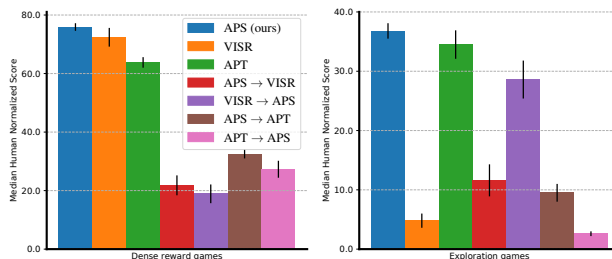 Median Human Normalized Score
80.0
60.0
40.0
20.0
0.0
APS (ours)
VISR
APT
APS → VISR
VISR → APS
APS → APT
APT → APS
Dense reward games
Median Human Normalized Score
40.0
30.0
20.0
10.0
0.0
Exploration games